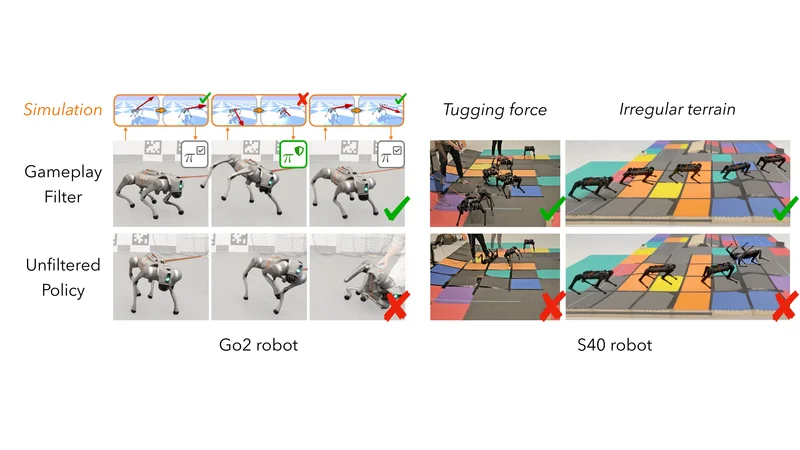 Simulation
Tugging force
Irregular terrain
Gameplay
Filter
π
π
π
Unfiltered
Policy
Go2 robot
S40 robot